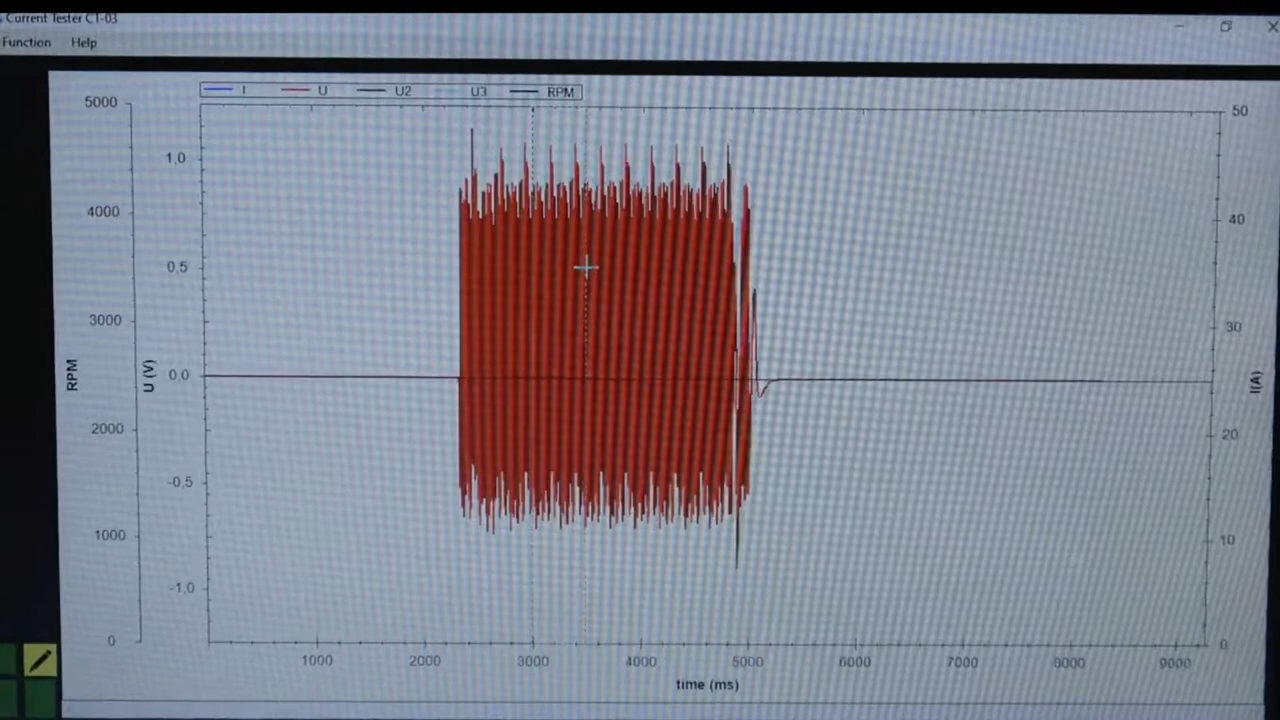 Current Tester CT-03
Function Help
I U U2 U3 RPM
5000
4000
3000
2000
1000
0
RPM
1,0
0,5
0,0
-0,5
-1,0
U (V)
50
40
30
20
10
0
I(A)
1000 2000 3000 4000 5000 6000 7000 8000 9000
time (ms)